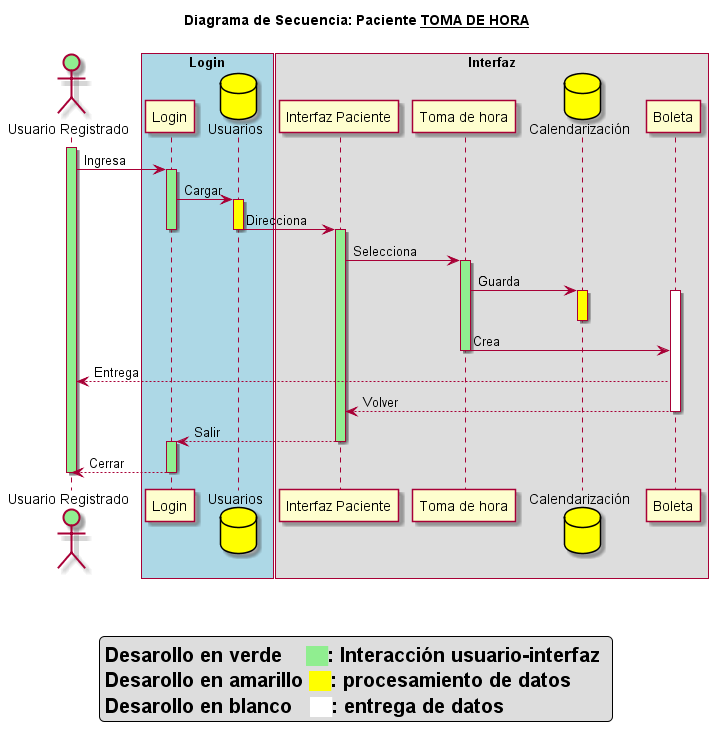 Diagrama de Secuencia: Paciente TOMA DE HORA
Login
Interfaz
Usuario Registrado
Login
Usuarios
Interfaz Paciente
Toma de hora
Calendarización
Boleta
Ingresa
Cargar
Direcciona
Selecciona
Guarda
Crea
Entrega
Volver
Salir
Cerrar
Usuario Registrado
Login
Usuarios
Interfaz Paciente
Toma de hora
Calendarización
Boleta
Desarollo en verde : Interacción usuario-interfaz
Desarollo en amarillo : procesamiento de datos
Desarollo en blanco : entrega de datos